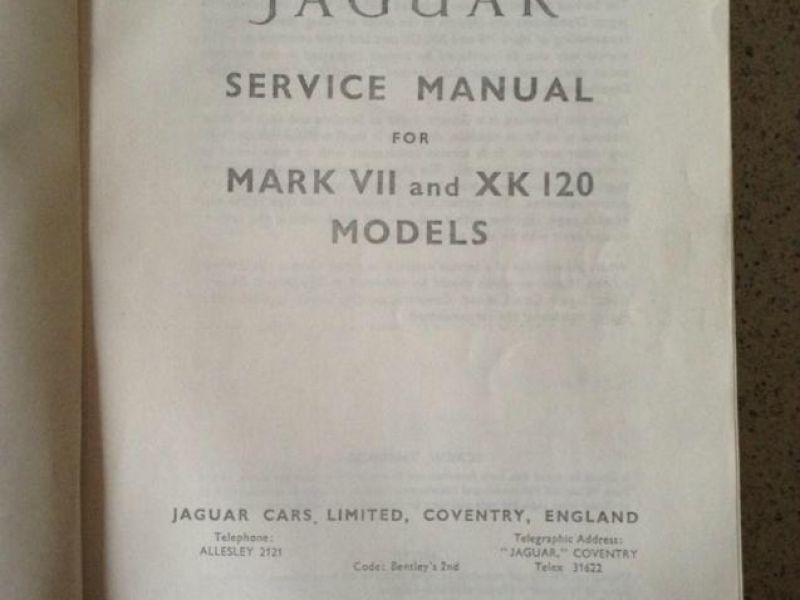 JAGUAR
SERVICE MANUAL
FOR
MARK VII and XK 120
MODELS
JAGUAR CARS, LIMITED, COVENTRY, ENGLAND
Telephone:
ALLESLEY 2121
Code: Bentley's 2nd
Telegraphic Address:
"JAGUAR," COVENTRY
Telex 31622